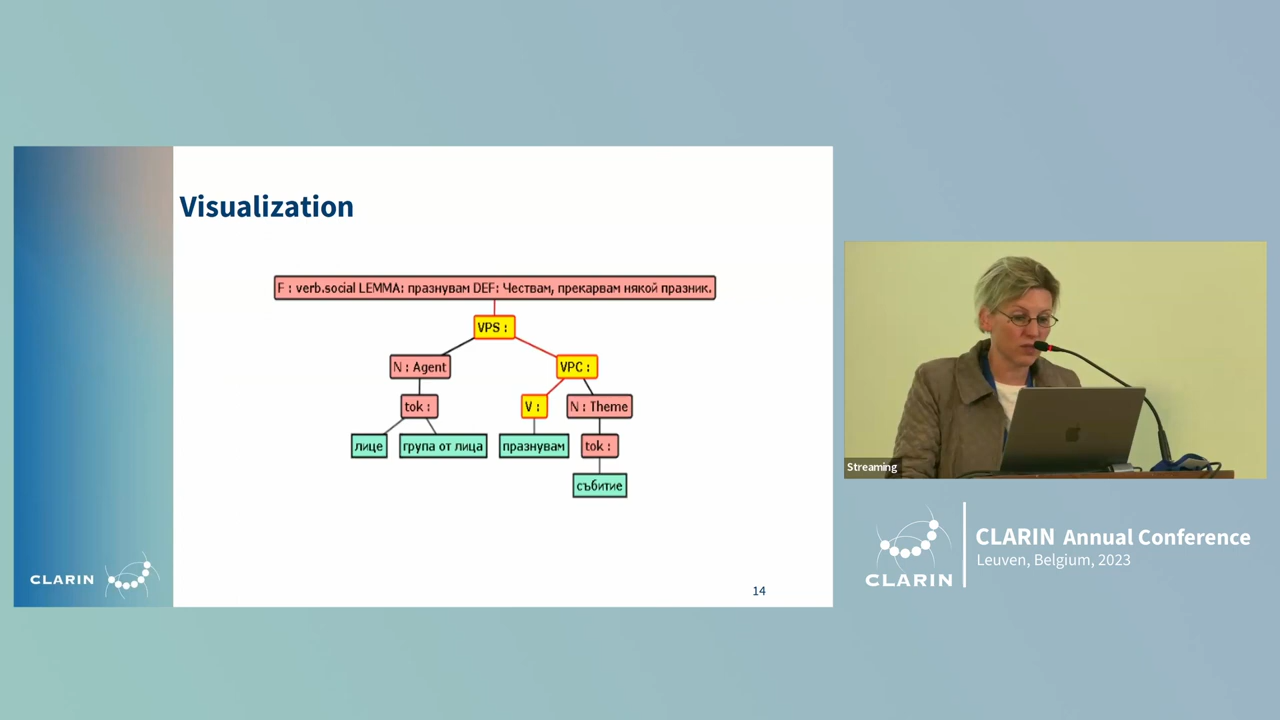 Visualization
F : verb.social LEMMA: празнувам DEF: Чествам, прекарвам някой празник.
VPS :
N : Agent
VPC :
tok :
V :
N : Theme
лице
група от лица
празнувам
tok :
събитие
CLARIN
14
Streaming
CLARIN
CLARIN Annual Conference
Leuven, Belgium, 2023